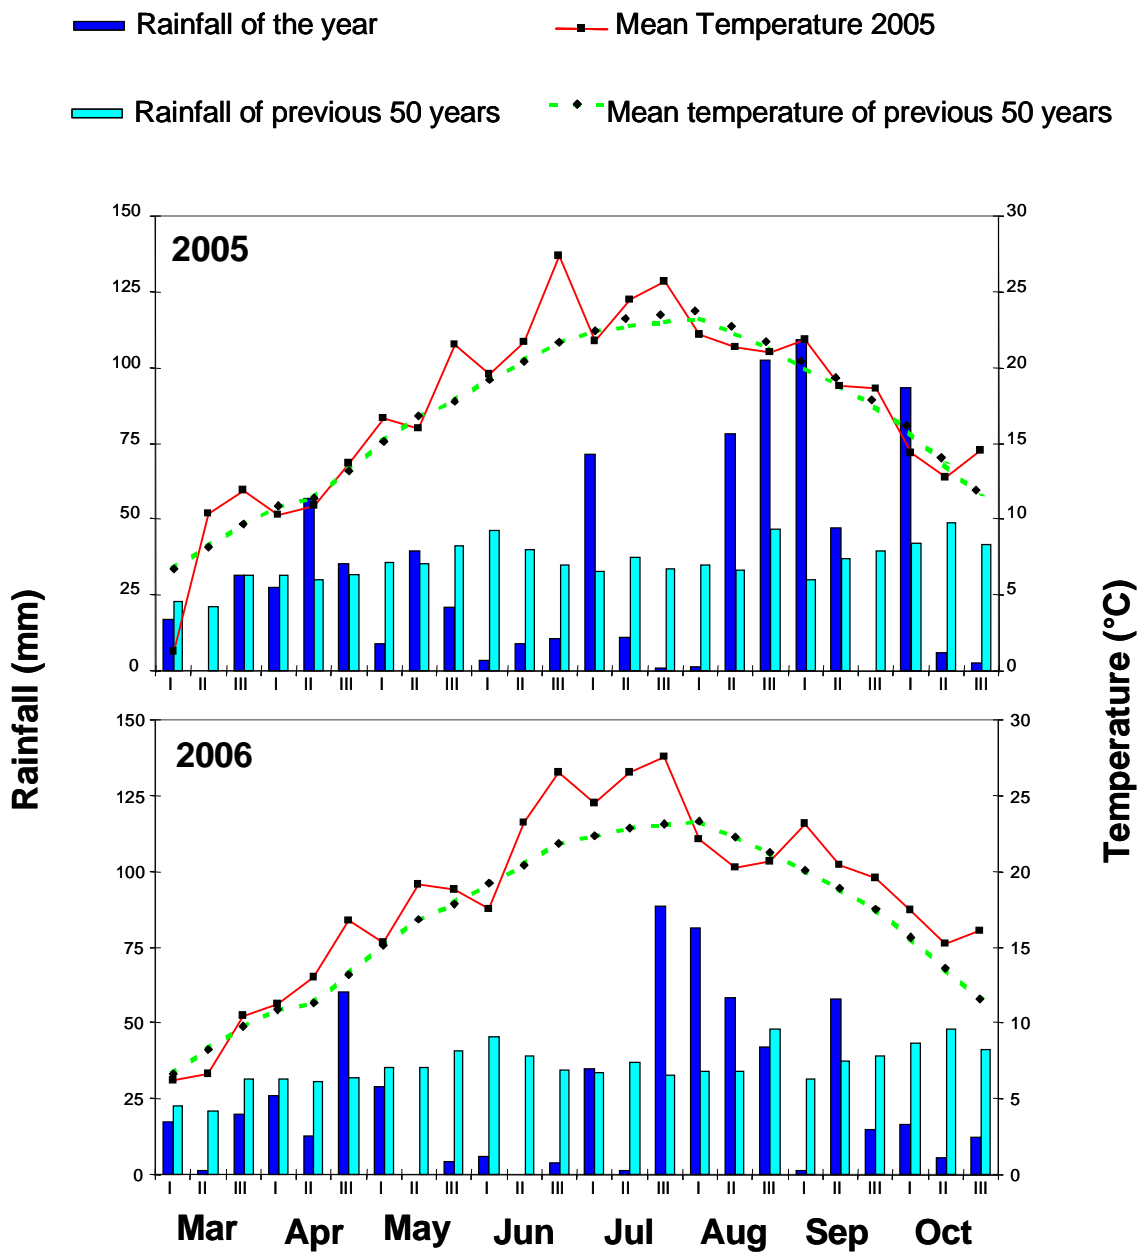 Rainfall of the year
Mean Temperature 2005
Rainfall of previous 50 years
Mean temperature of previous 50 years
150 30
2005
125 25
100 20
75 15
50 10
25 5
0 0
I II III I II III I II III I II III I II III I II III I II III I II III
150 30
2006
125 25
100 20
75 15
50 10
25 5
0 0
I II III I II III I II III I II III I II III I II III I II III I II III
Mar Apr May Jun Jul Aug Sep Oct
Rainfall (mm)
Temperature (°C)